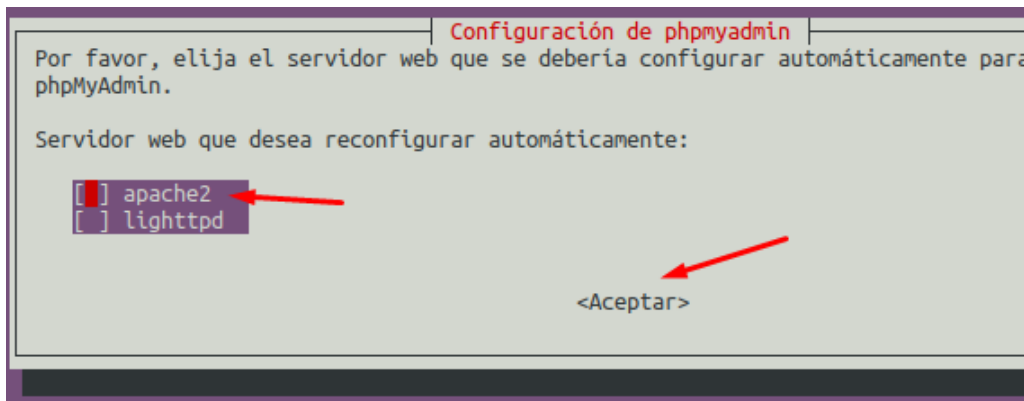 Configuración de phpmyadmin
Por favor, elija el servidor web que se debería configurar automáticamente para
phpMyAdmin.
Servidor web que desea reconfigurar automáticamente:
[ ] apache2
[ ] lighttpd
<Aceptar>